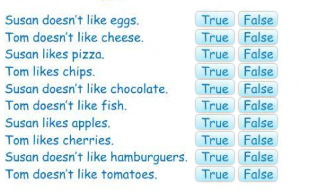 Susan doesn't like eggs. True False
Tom doesn't like cheese. True False
Susan likes pizza. True False
Tom likes chips. True False
Susan doesn't like chocolate. True False
Tom doesn't like fish. True False
Susan likes apples. True False
Tom likes cherries. True False
Susan doesn't like hamburguers. True False
Tom doesn't like tomatoes. True False